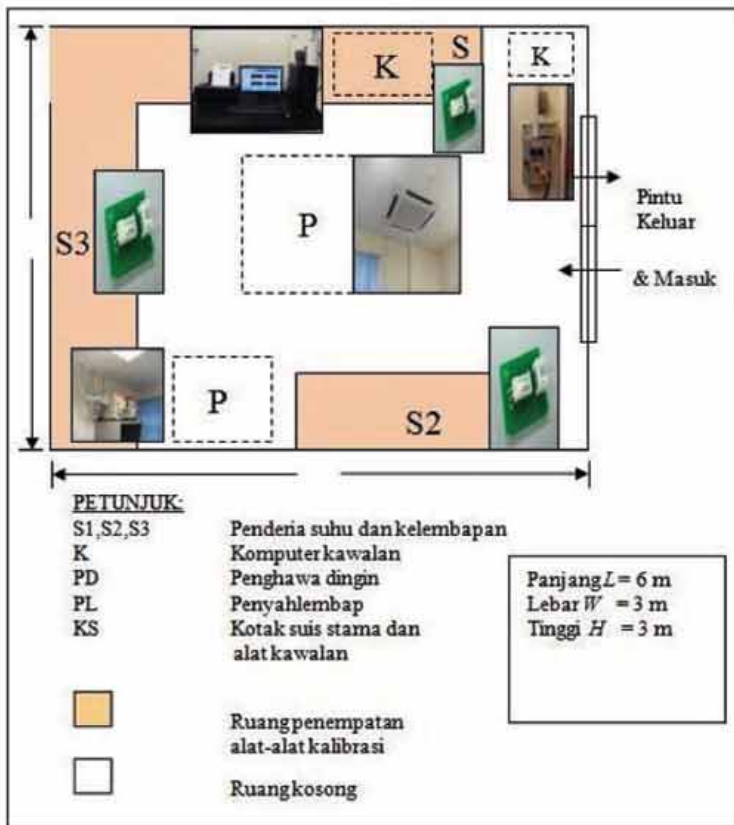 K
S
K
P
S3
P
S2
Pintu
Keluar
& Masuk
PETUNJUK:
S1,S2,S3 Penderia suhu dan kelembapan
K Komputer kawalan
PD Penghawa dingin
PL Penyahlembap
KS Kotak suis stama dan
alat kawalan
Ruang penempatan
alat-alat kalibrasi
Ruang kosong
Panjang L = 6 m
Lebar W = 3 m
Tinggi H = 3 m